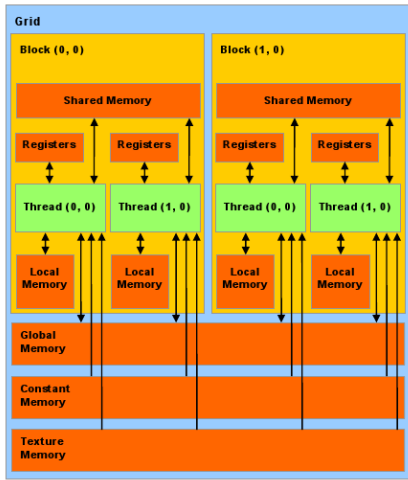 Grid
Block (0, 0)
Block (1, 0)
Shared Memory
Shared Memory
Registers
Registers
Registers
Registers
Thread (0, 0)
Thread (1, 0)
Thread (0, 0)
Thread (1, 0)
Local
Memory
Local
Memory
Local
Memory
Local
Memory
Global
Memory
Constant
Memory
Texture
Memory